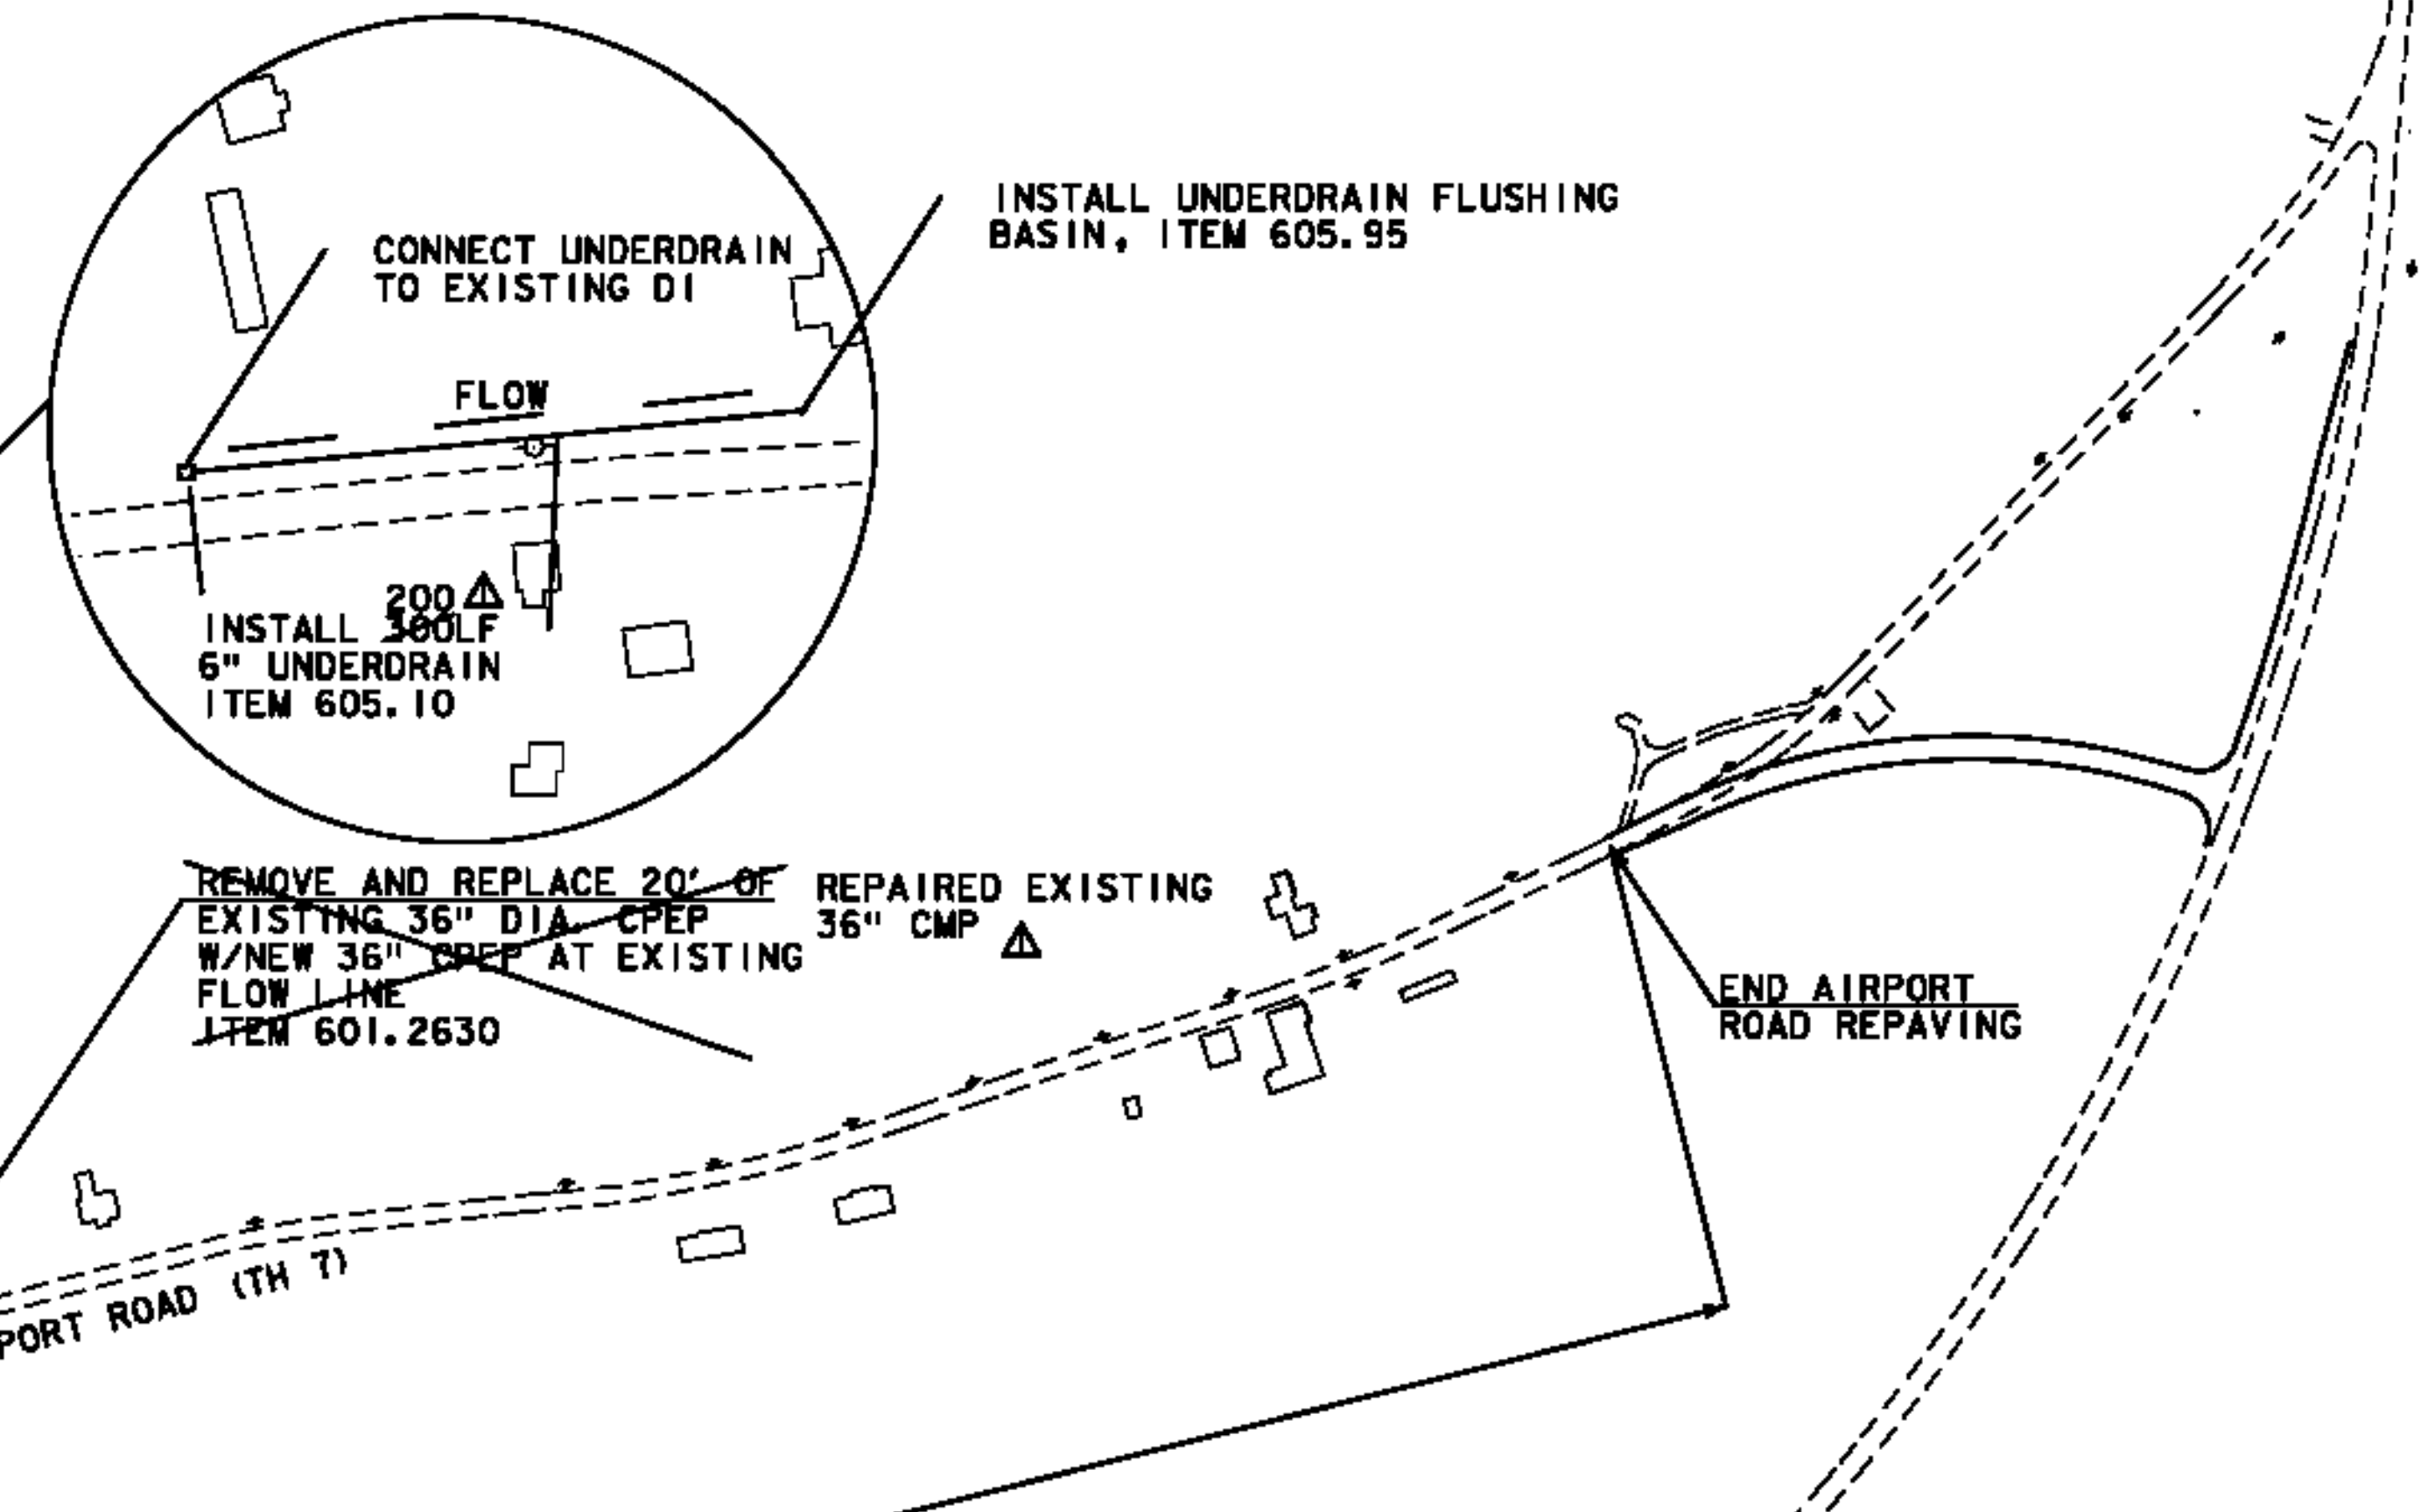 INSTALL UNDERDRAIN FLUSHING
BASIN, ITEM 605.95
CONNECT UNDERDRAIN
TO EXISTING DI
FLOW
200 1
INSTALL 300LF
6" UNDERDRAIN
ITEM 605.10
REMOVE AND REPLACE 20' OF
EXISTING 36" DIA. CPEP
W/NEW 36" CPEP AT EXISTING
FLOW LINE
ITEM 601.2630
REPAIRED EXISTING
36" CMP 1
END AIRPORT
ROAD REPAVING
PORT ROAD (TH 7)